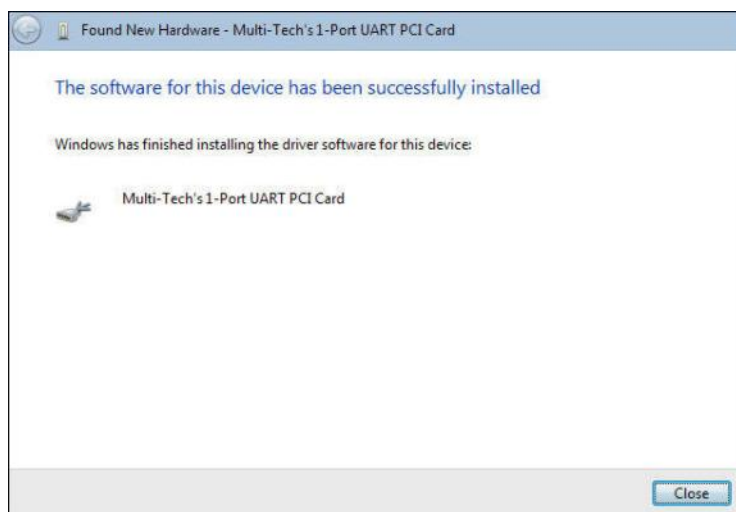 Found New Hardware - Multi-Tech's 1-Port UART PCI Card
The software for this device has been successfully installed
Windows has finished installing the driver software for this device:
Multi-Tech's 1-Port UART PCI Card
Close